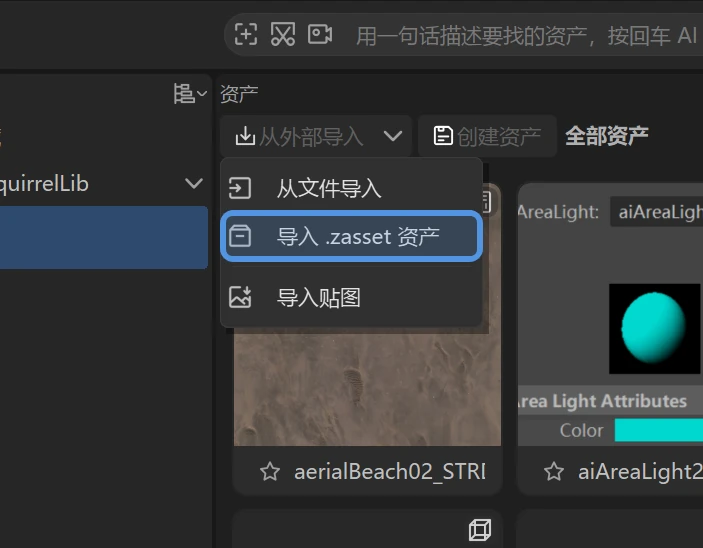 用一句话描述要找的资产，按回车 AI
资产
从外部导入
创建资产
全部资产
quirrelLib
从文件导入
导入 .zasset 资产
导入贴图
AreaLight:
aiAreaLigh
Area Light Attributes
Color
aerialBeach02_STRI
aiAreaLight2